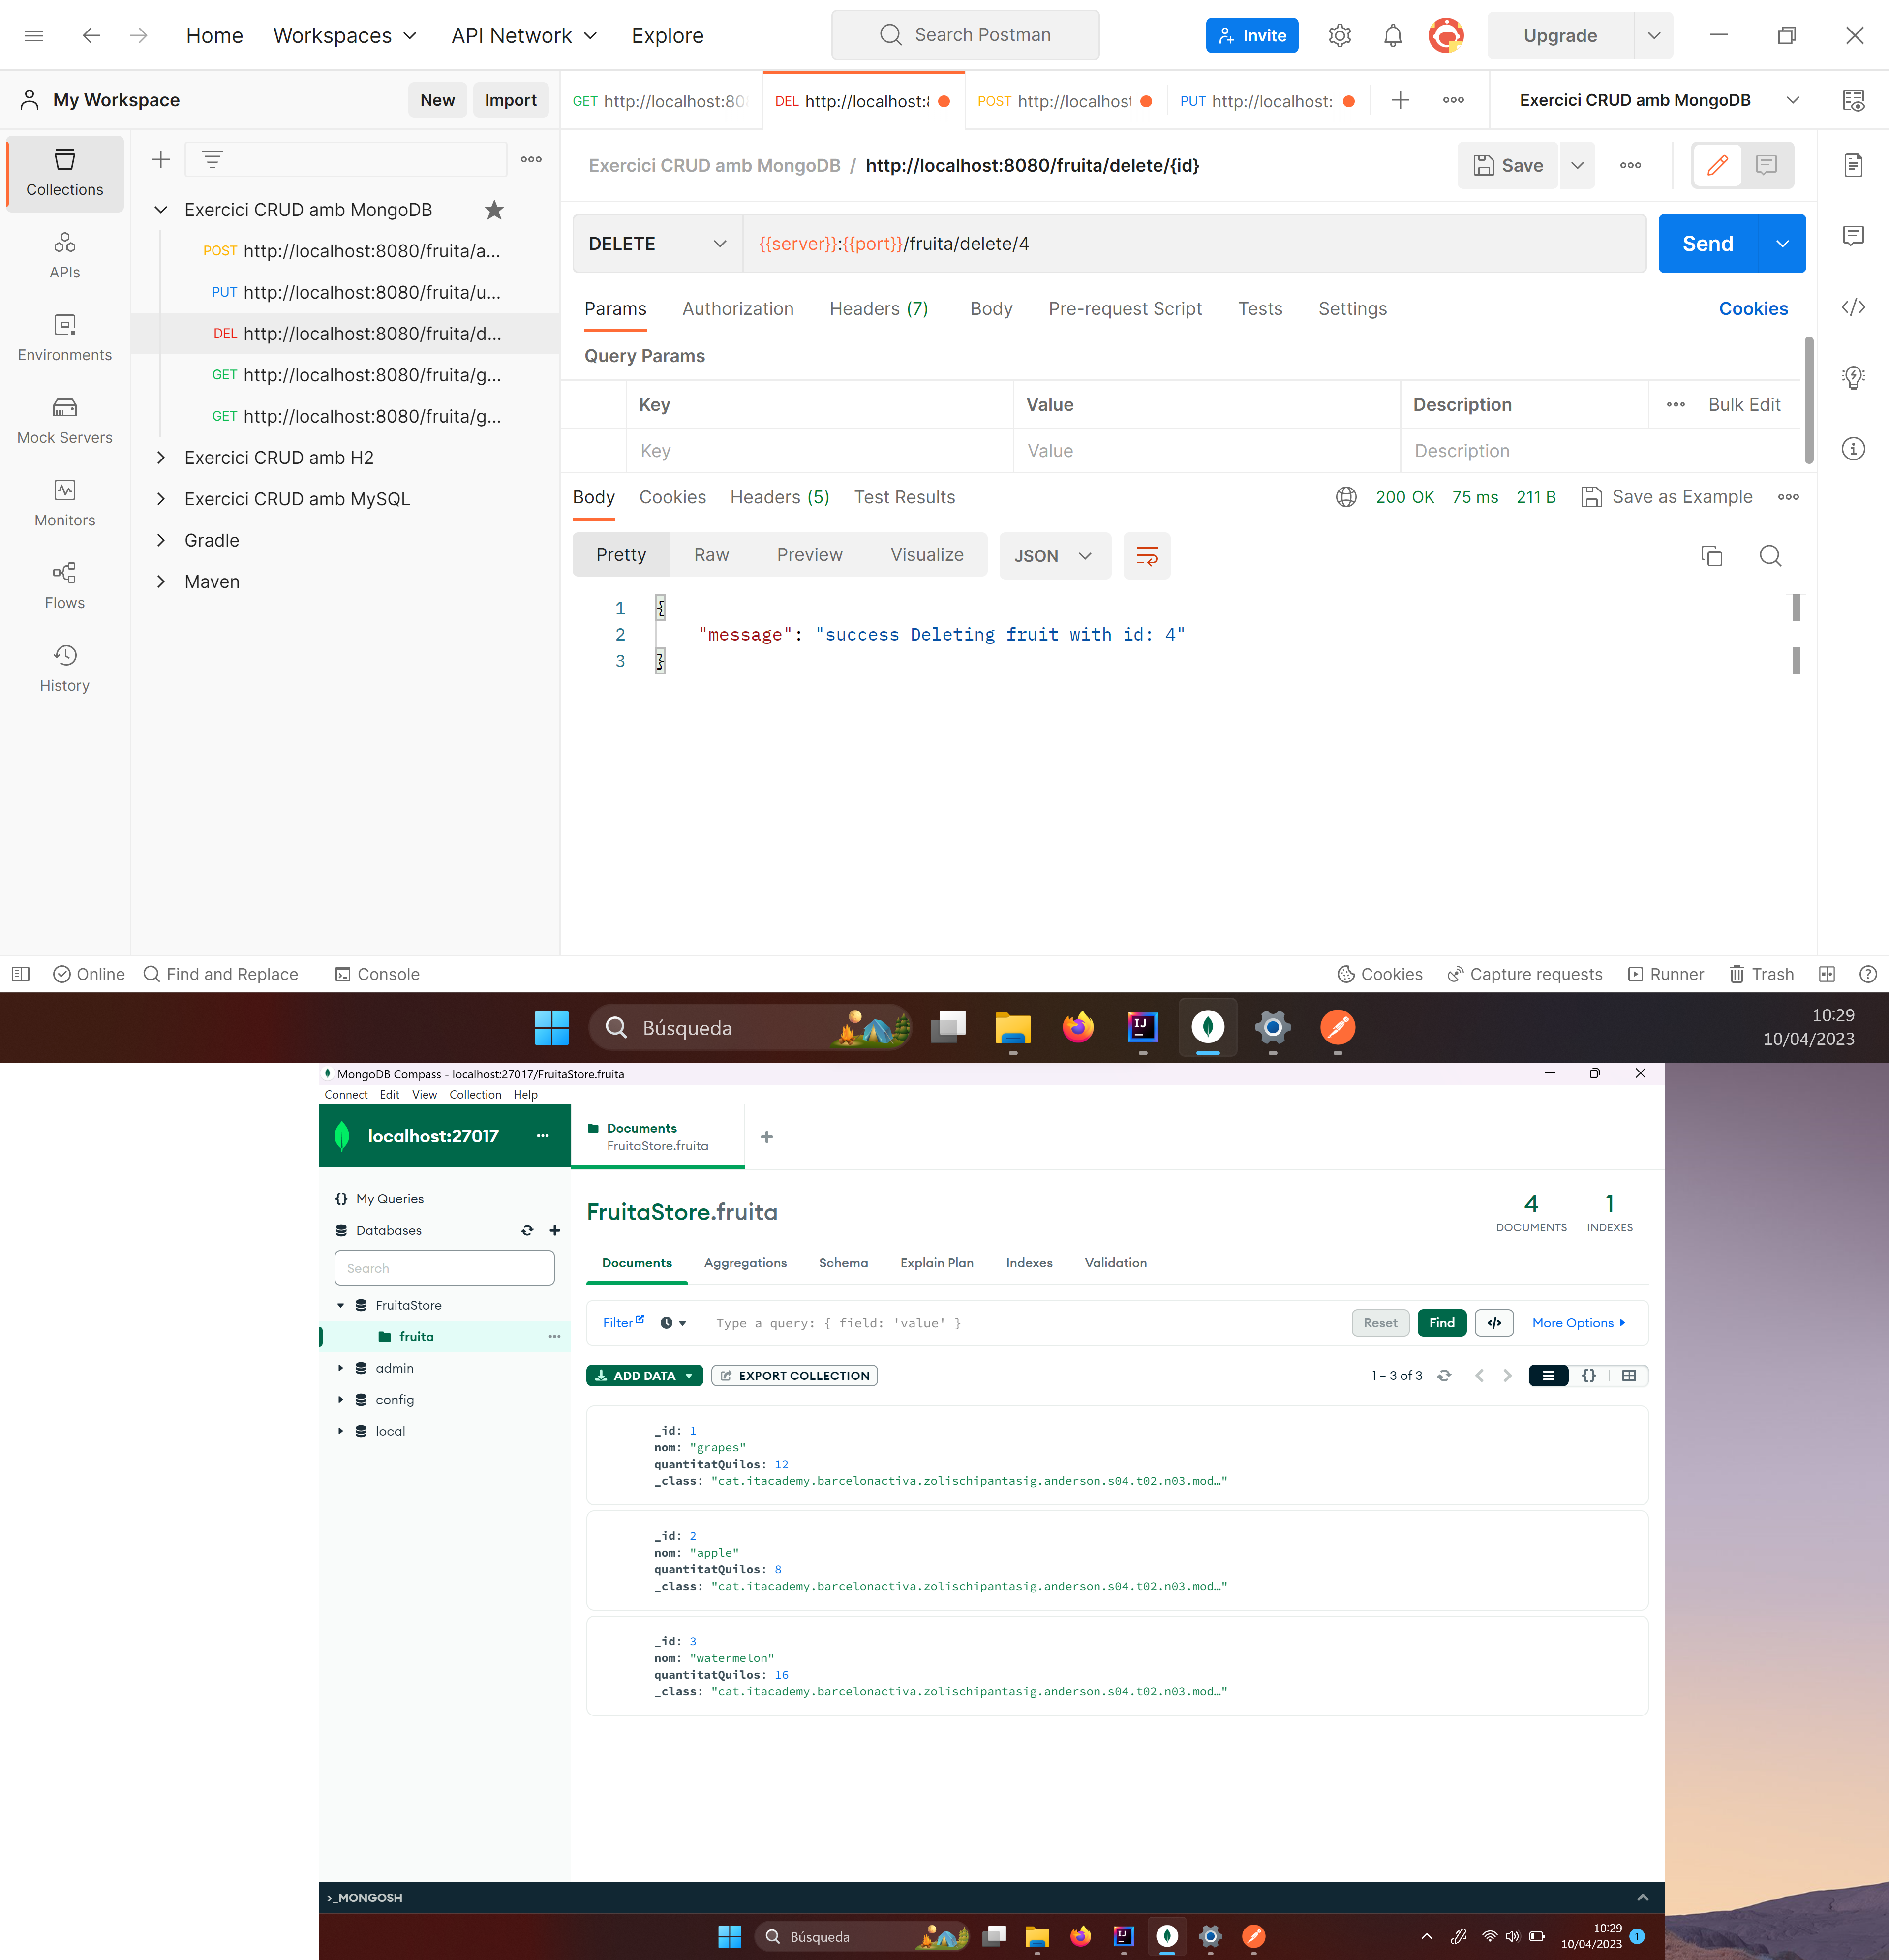 Home Workspaces API Network Explore Search Postman Invite Upgrade
My Workspace New Import GET http://localhost:80 DEL http://localhost: POST http://localhost PUT http://localhost: Exercici CRUD amb MongoDB
Collections
APIs
Environments
Mock Servers
Monitors
Flows
History
Exercici CRUD amb MongoDB
POST http://localhost:8080/fruita/a...
PUT http://localhost:8080/fruita/u...
DEL http://localhost:8080/fruita/d...
GET http://localhost:8080/fruita/g...
GET http://localhost:8080/fruita/g...
Exercici CRUD amb H2
Exercici CRUD amb MySQL
Gradle
Maven
Exercici CRUD amb MongoDB / http://localhost:8080/fruita/delete/{id} Save
DELETE {{server}}:{{port}}/fruita/delete/4 Send
Params Authorization Headers (7) Body Pre-request Script Tests Settings Cookies
Query Params
Key Value Description Bulk Edit
Key Value Description
Body Cookies Headers (5) Test Results 200 OK 75 ms 211 B Save as Example
Pretty Raw Preview Visualize JSON
1 {
2 "message": "success Deleting fruit with id: 4"
3 }
Online Find and Replace Console Cookies Capture requests Runner Trash
Búsqueda
10:29
10/04/2023
MongoDB Compass - localhost:27017/FruitaStore.fruita
Connect Edit View Collection Help
localhost:27017
Documents
FruitaStore.fruita
My Queries
Databases
Search
FruitaStore
fruita
admin
config
local
FruitaStore.fruita
4 DOCUMENTS
1 INDEXES
Documents Aggregations Schema Explain Plan Indexes Validation
Filter Type a query: { field: 'value' } Reset Find More Options
ADD DATA EXPORT COLLECTION 1 – 3 of 3
_id: 1
nom: "grapes"
quantitatQuilos: 12
_class: "cat.itacademy.barcelonactiva.zolischipantasig.anderson.s04.t02.n03.mod…"
_id: 2
nom: "apple"
quantitatQuilos: 8
_class: "cat.itacademy.barcelonactiva.zolischipantasig.anderson.s04.t02.n03.mod…"
_id: 3
nom: "watermelon"
quantitatQuilos: 16
_class: "cat.itacademy.barcelonactiva.zolischipantasig.anderson.s04.t02.n03.mod…"
>_MONGOSH
Búsqueda
10:29
10/04/2023
1